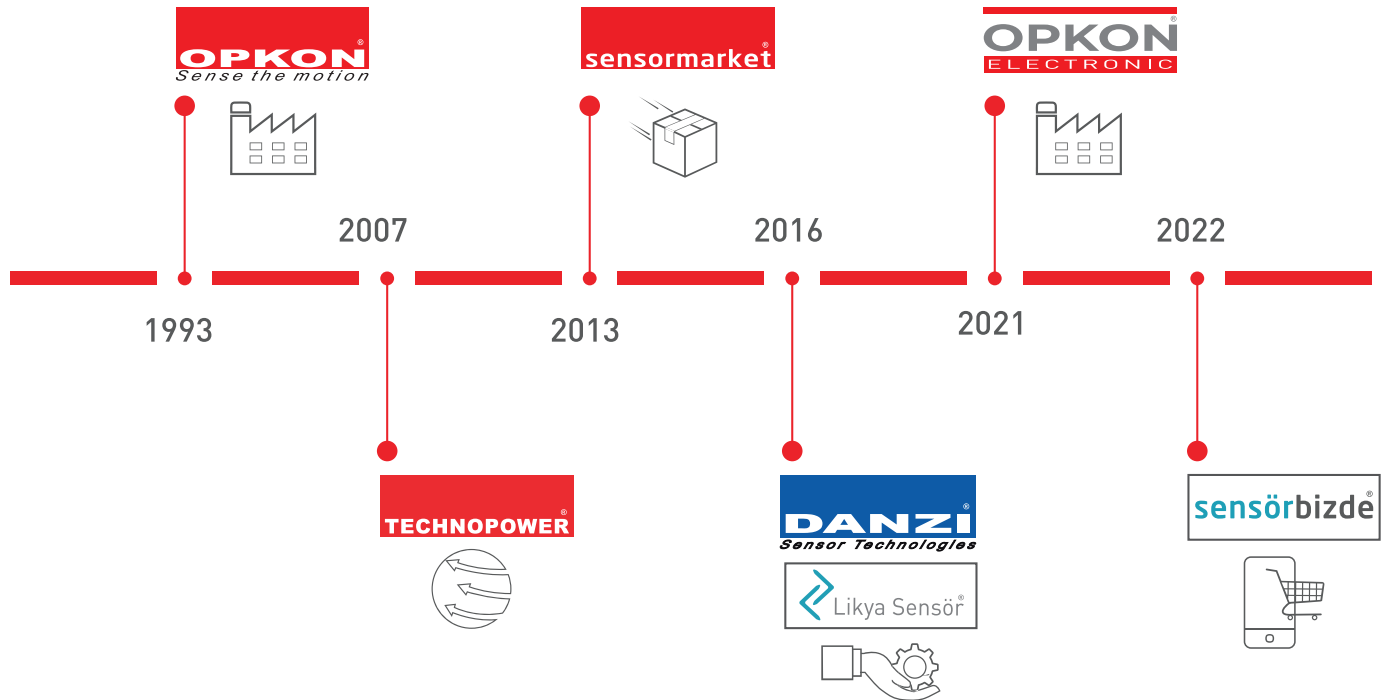 OPKON®
Sense the motion
sensormarket®
OPKON®
ELECTRONIC
2007
2016
2022
1993
2013
2021
TECHNOPOWER®
DANZI®
Sensor Technologies
sensörbizde®
Likya Sensör®